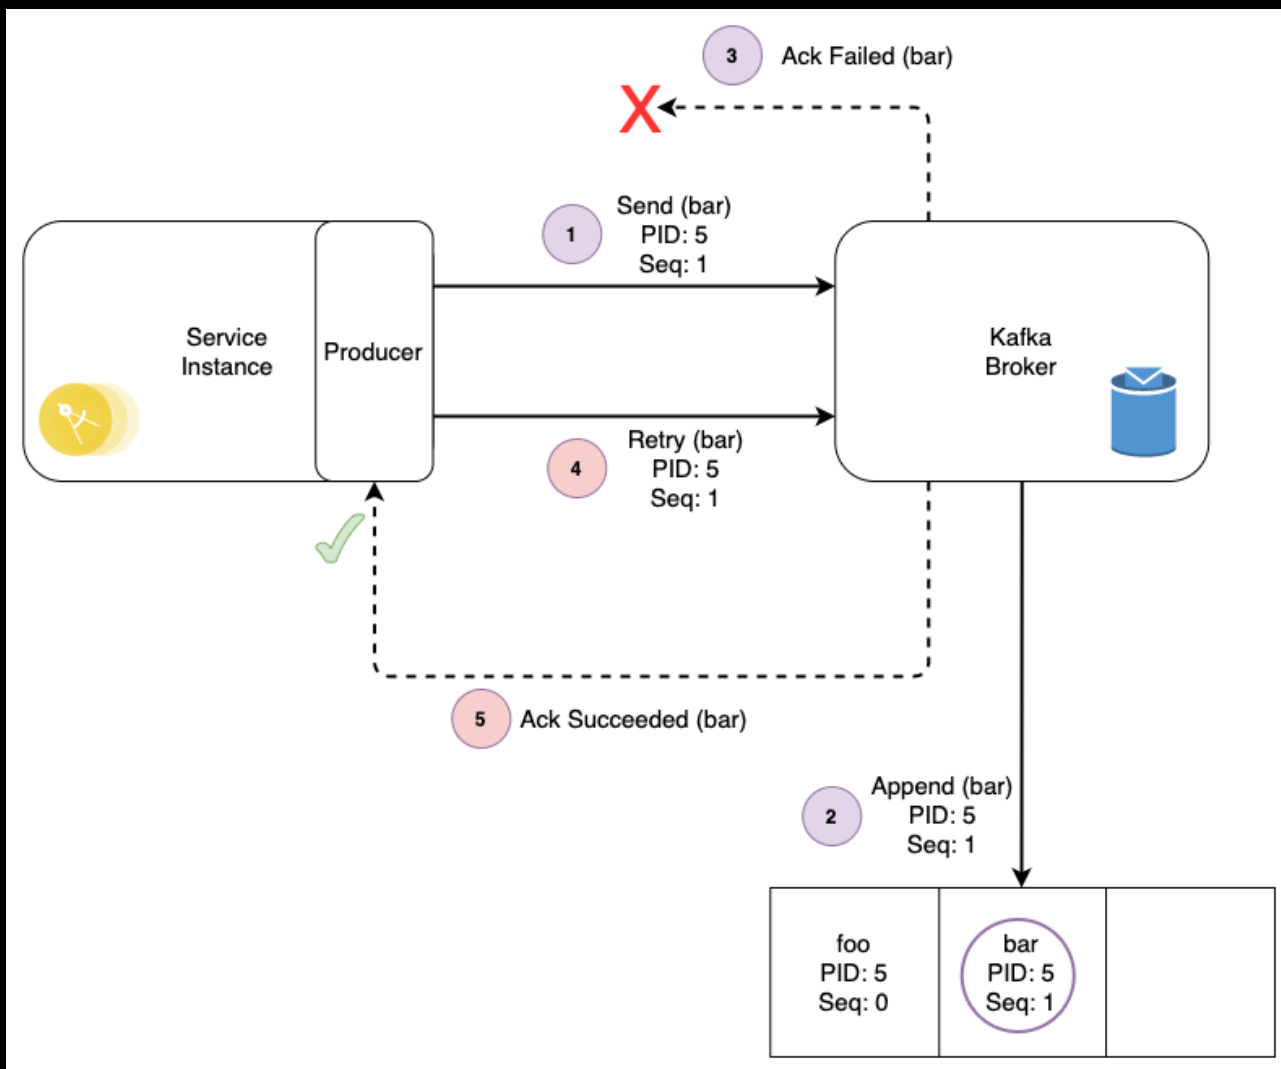 3 Ack Failed (bar)
Send (bar)
1 PID: 5
Seq: 1
Service
Instance
Producer
Kafka
Broker
Retry (bar)
4 PID: 5
Seq: 1
5 Ack Succeeded (bar)
Append (bar)
2 PID: 5
Seq: 1
foo
PID: 5
Seq: 0
bar
PID: 5
Seq: 1